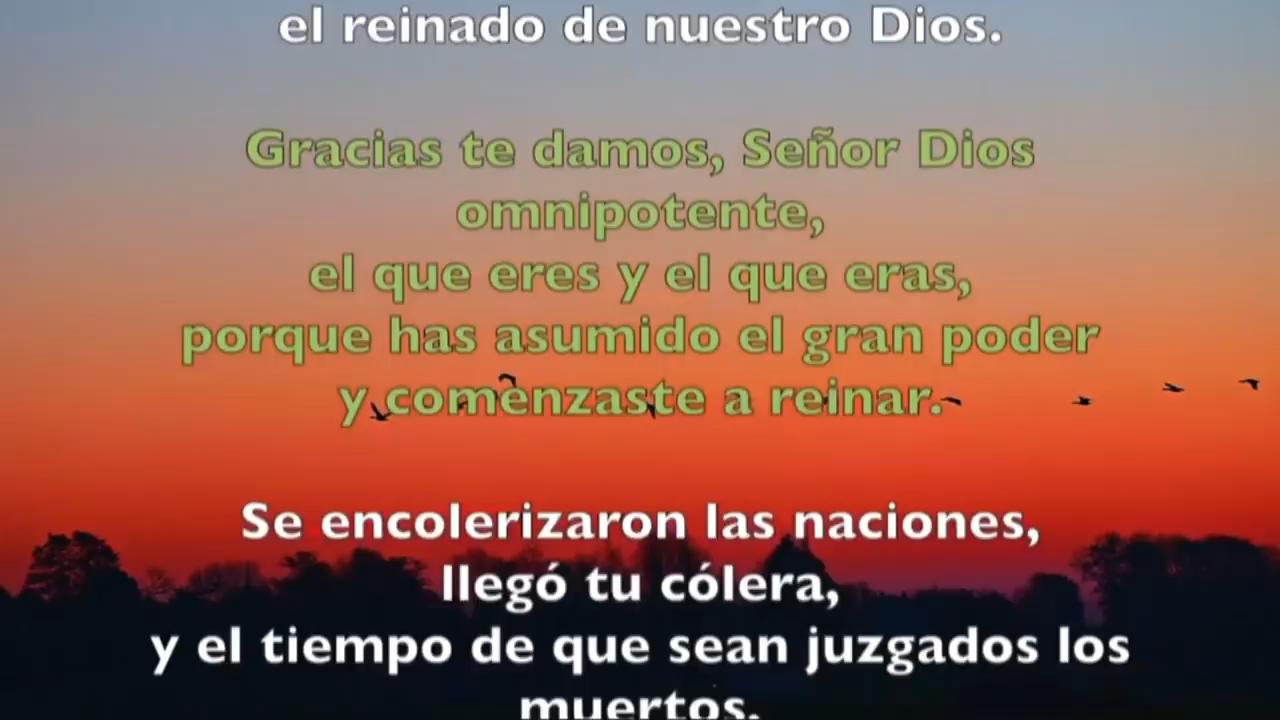 el reinado de nuestro Dios.
Gracias te damos, Señor Dios
omnipotente,
el que eres y el que eras,
porque has asumido el gran poder
y comenzaste a reinar.
Se encolerizaron las naciones,
llegó tu cólera,
y el tiempo de que sean juzgados los
muertos,